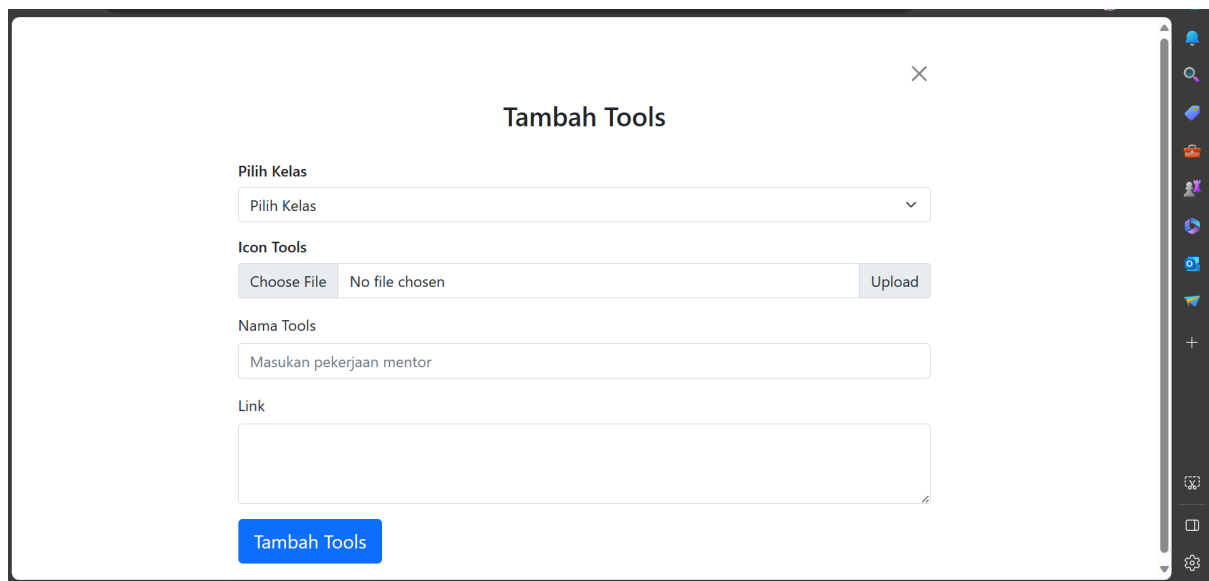 Tambah Tools
Pilih Kelas
Pilih Kelas
Icon Tools
Choose File No file chosen Upload
Nama Tools
Masukan pekerjaan mentor
Link
Tambah Tools